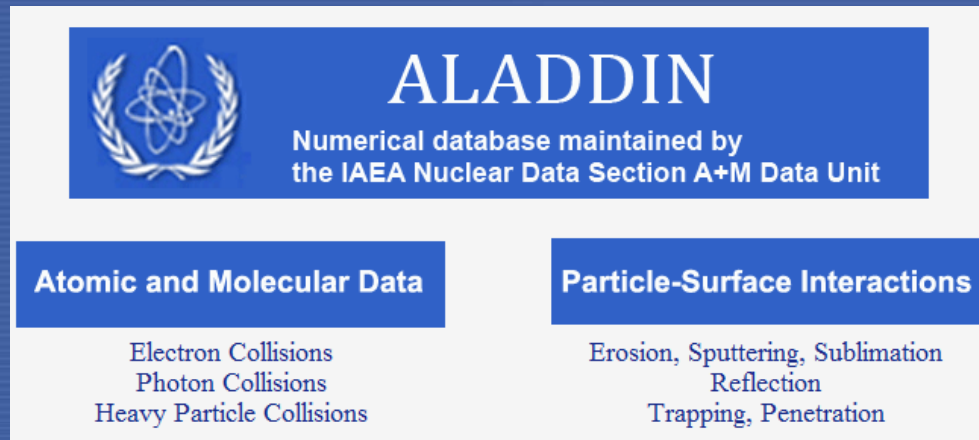 ALADDIN
Numerical database maintained by
the IAEA Nuclear Data Section A+M Data Unit
Atomic and Molecular Data
Electron Collisions
Photon Collisions
Heavy Particle Collisions
Particle-Surface Interactions
Erosion, Sputtering, Sublimation
Reflection
Trapping, Penetration